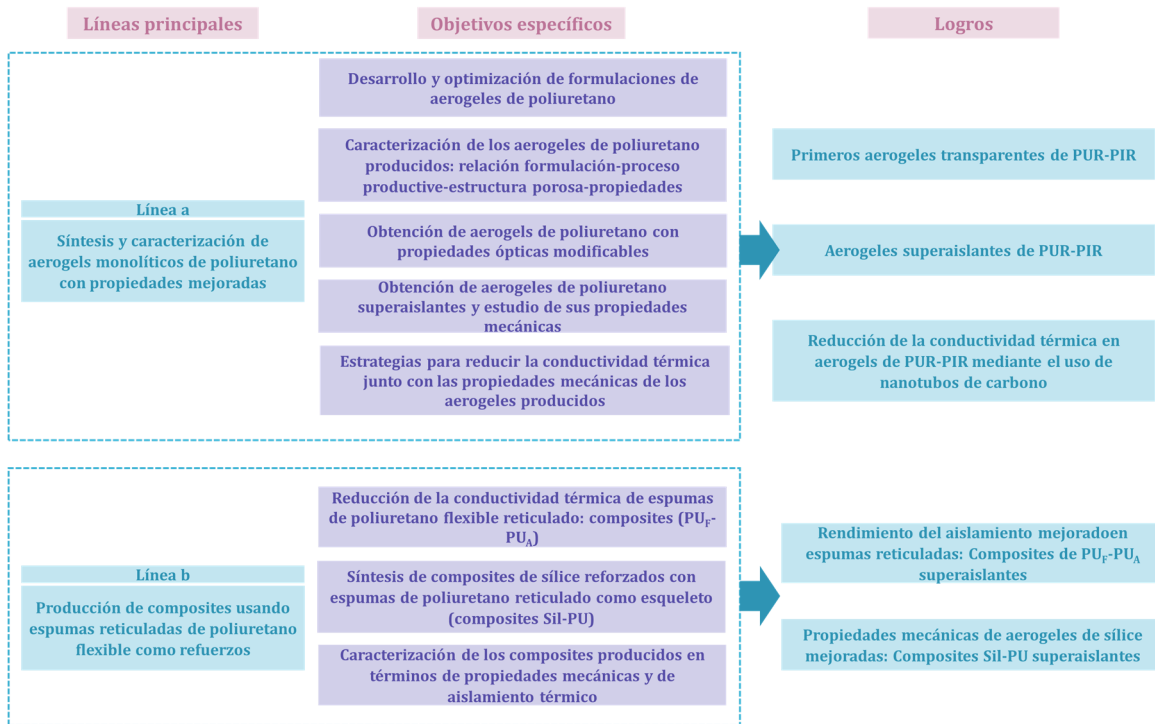 Líneas principales
Objetivos específicos
Logros
Línea a
Síntesis y caracterización de
aerogels monolíticos de poliuretano
con propiedades mejoradas
Desarrollo y optimización de formulaciones de
aerogeles de poliuretano
Caracterización de los aerogeles de poliuretano
producidos: relación formulación-proceso
productive-estructura porosa-propiedades
Obtención de aerogels de poliuretano con
propiedades ópticas modificables
Obtención de aerogeles de poliuretano
superaislantes y estudio de sus propiedades
mecánicas
Estrategias para reducir la conductividad térmica
junto con las propiedades mecánicas de los
aerogeles producidos
Primeros aerogeles transparentes de PUR-PIR
Aerogeles superaislantes de PUR-PIR
Reducción de la conductividad térmica en
aerogels de PUR-PIR mediante el uso de
nanotubos de carbono
Línea b
Producción de composites usando
espumas reticuladas de poliuretano
flexible como refuerzos
Reducción de la conductividad térmica de espumas
de poliuretano flexible reticulado: composites (PU_F-
PU_A)
Síntesis de composites de sílice reforzados con
espumas de poliuretano reticulado como esqueleto
(composites Sil-PU)
Caracterización de los composites producidos en
términos de propiedades mecánicas y de
aislamiento térmico
Rendimiento del aislamiento mejoradoen
espumas reticuladas: Composites de PU_F-PU_A
superaislantes
Propiedades mecánicas de aerogeles de sílice
mejoradas: Composites Sil-PU superaislantes